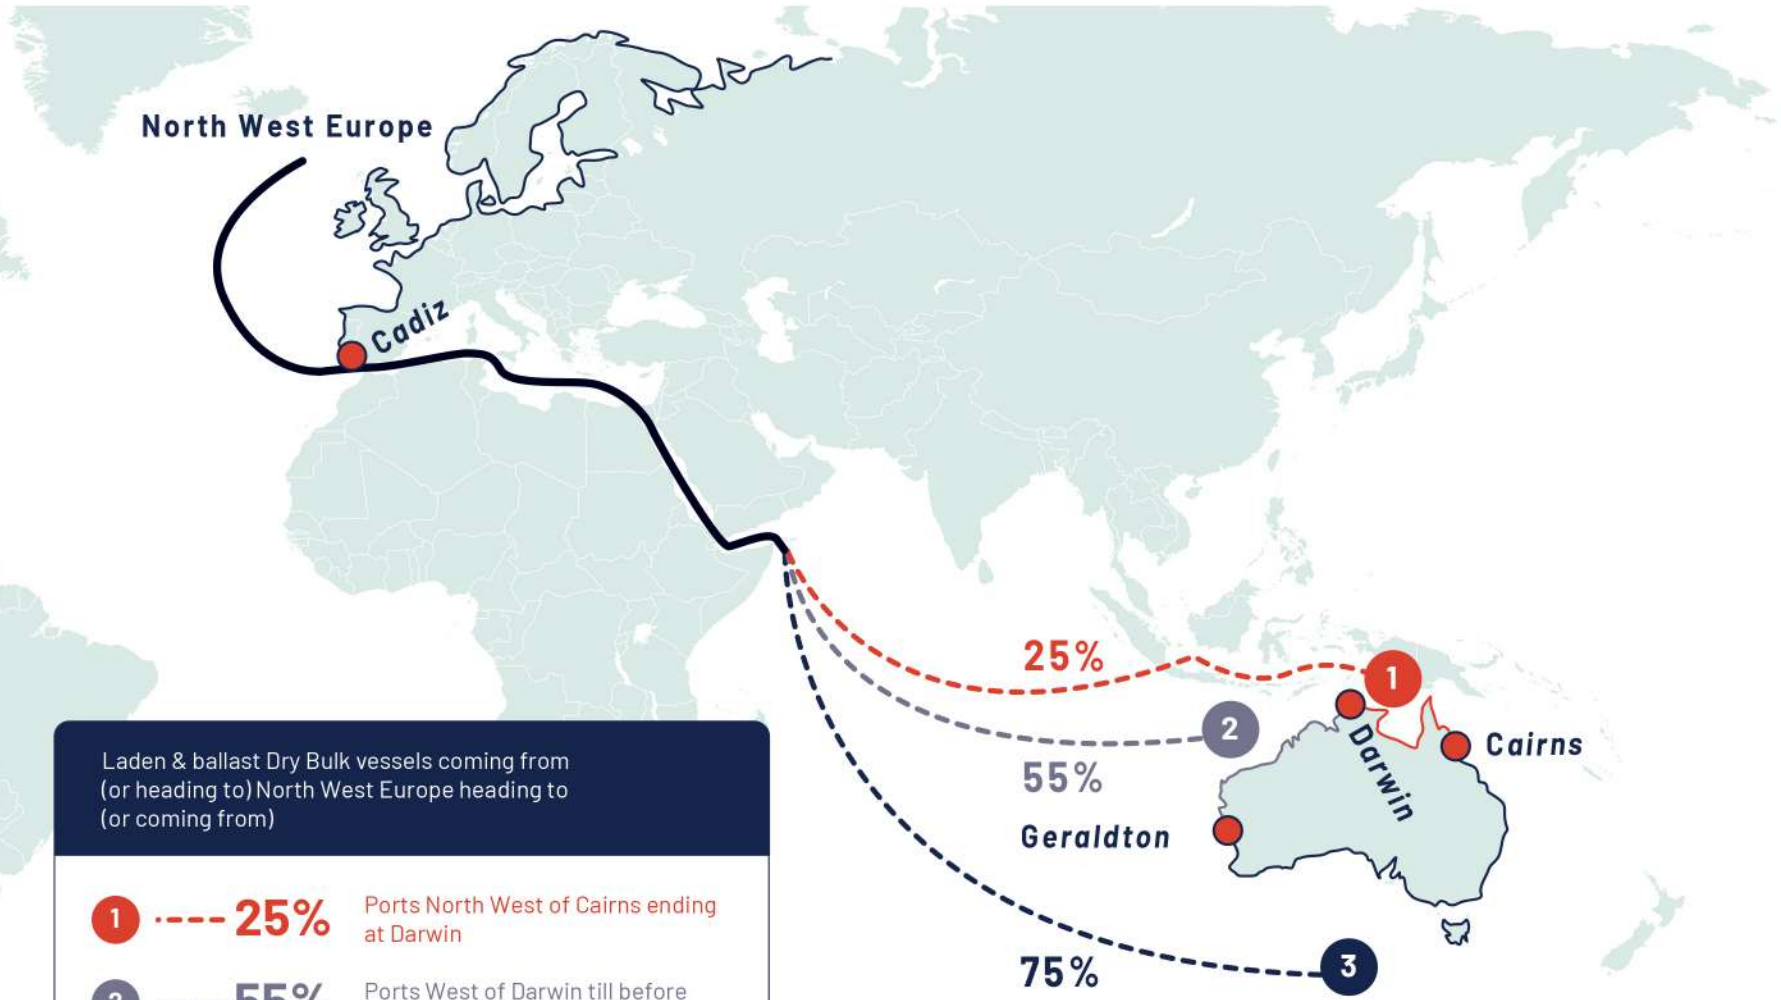 North West Europe
Cadiz
25%
1
2
Darwin
Cairns
55%
Geraldton
Laden & ballast Dry Bulk vessels coming from
(or heading to) North West Europe heading to
(or coming from)
1 25% Ports North West of Cairns ending
at Darwin
2 55% Ports West of Darwin till before
75%
3